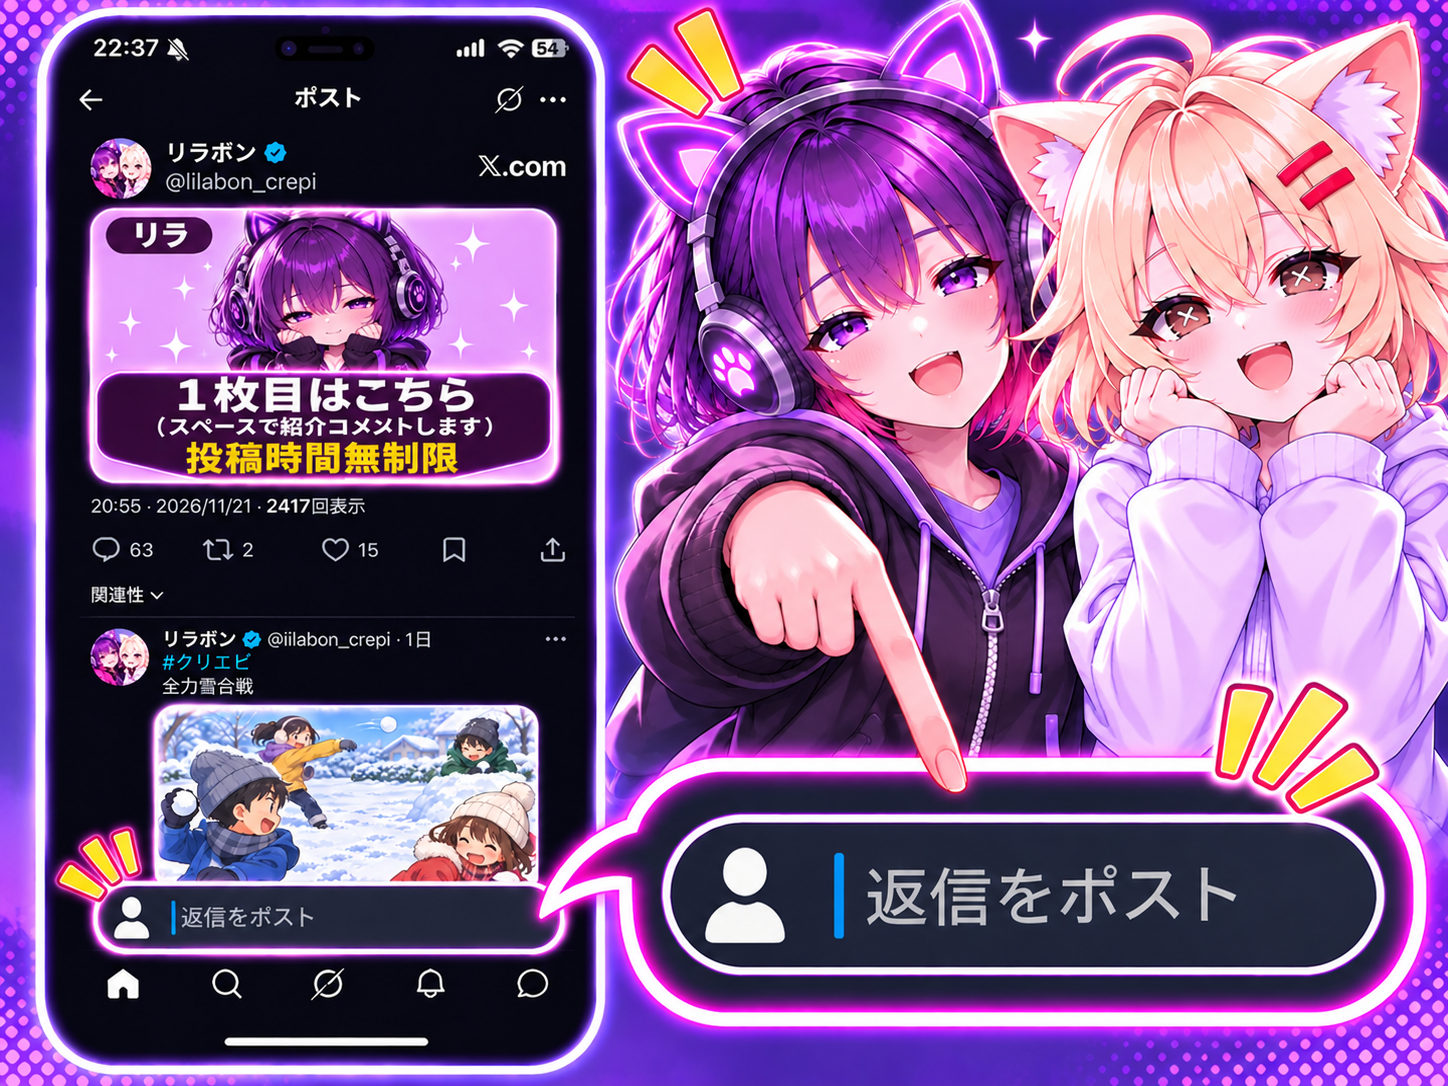 22:37
54
ポスト
リラボン
@lilabon_crepi
X.com
リラ
1枚目はこちら
(スペースで紹介コメントします)
投稿時間無制限
20:55 · 2026/11/21 · 2417回表示
63 2 15
関連性
リラボン @iilabon_crepi · 1日
#クリエビ
全力雪合戦
返信をポスト
返信をポスト